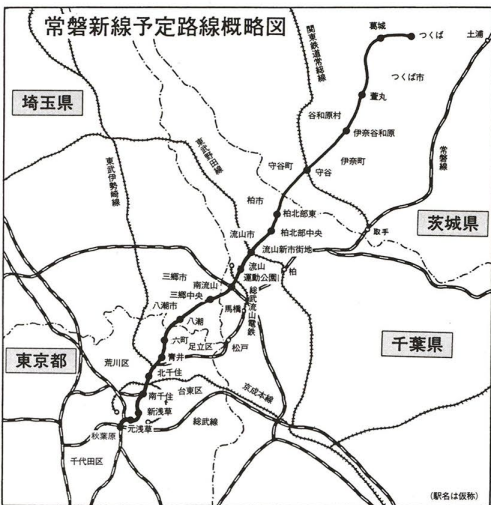 常磐新線予定路線概略図
葛城
つくば
土浦
関東鉄道常総線
つくば市
埼玉県
萱丸
谷和原村
伊奈谷和原
東武野田線
常磐線
東武伊勢崎線
守谷町
伊奈町
守谷
柏市
柏北部東
茨城県
流山市
柏北部中央
取手
流山新市街地
流山
運動公園
柏
三郷市
南流山
三郷中央
総武流山電鉄
八潮市
馬橋
八潮
千葉県
東京都
六町
足立区
松戸
荒川区
青井
北千住
台東区
京成本線
南千住
新浅草
総武線
元浅草
秋葉原
千代田区
(駅名は仮称)